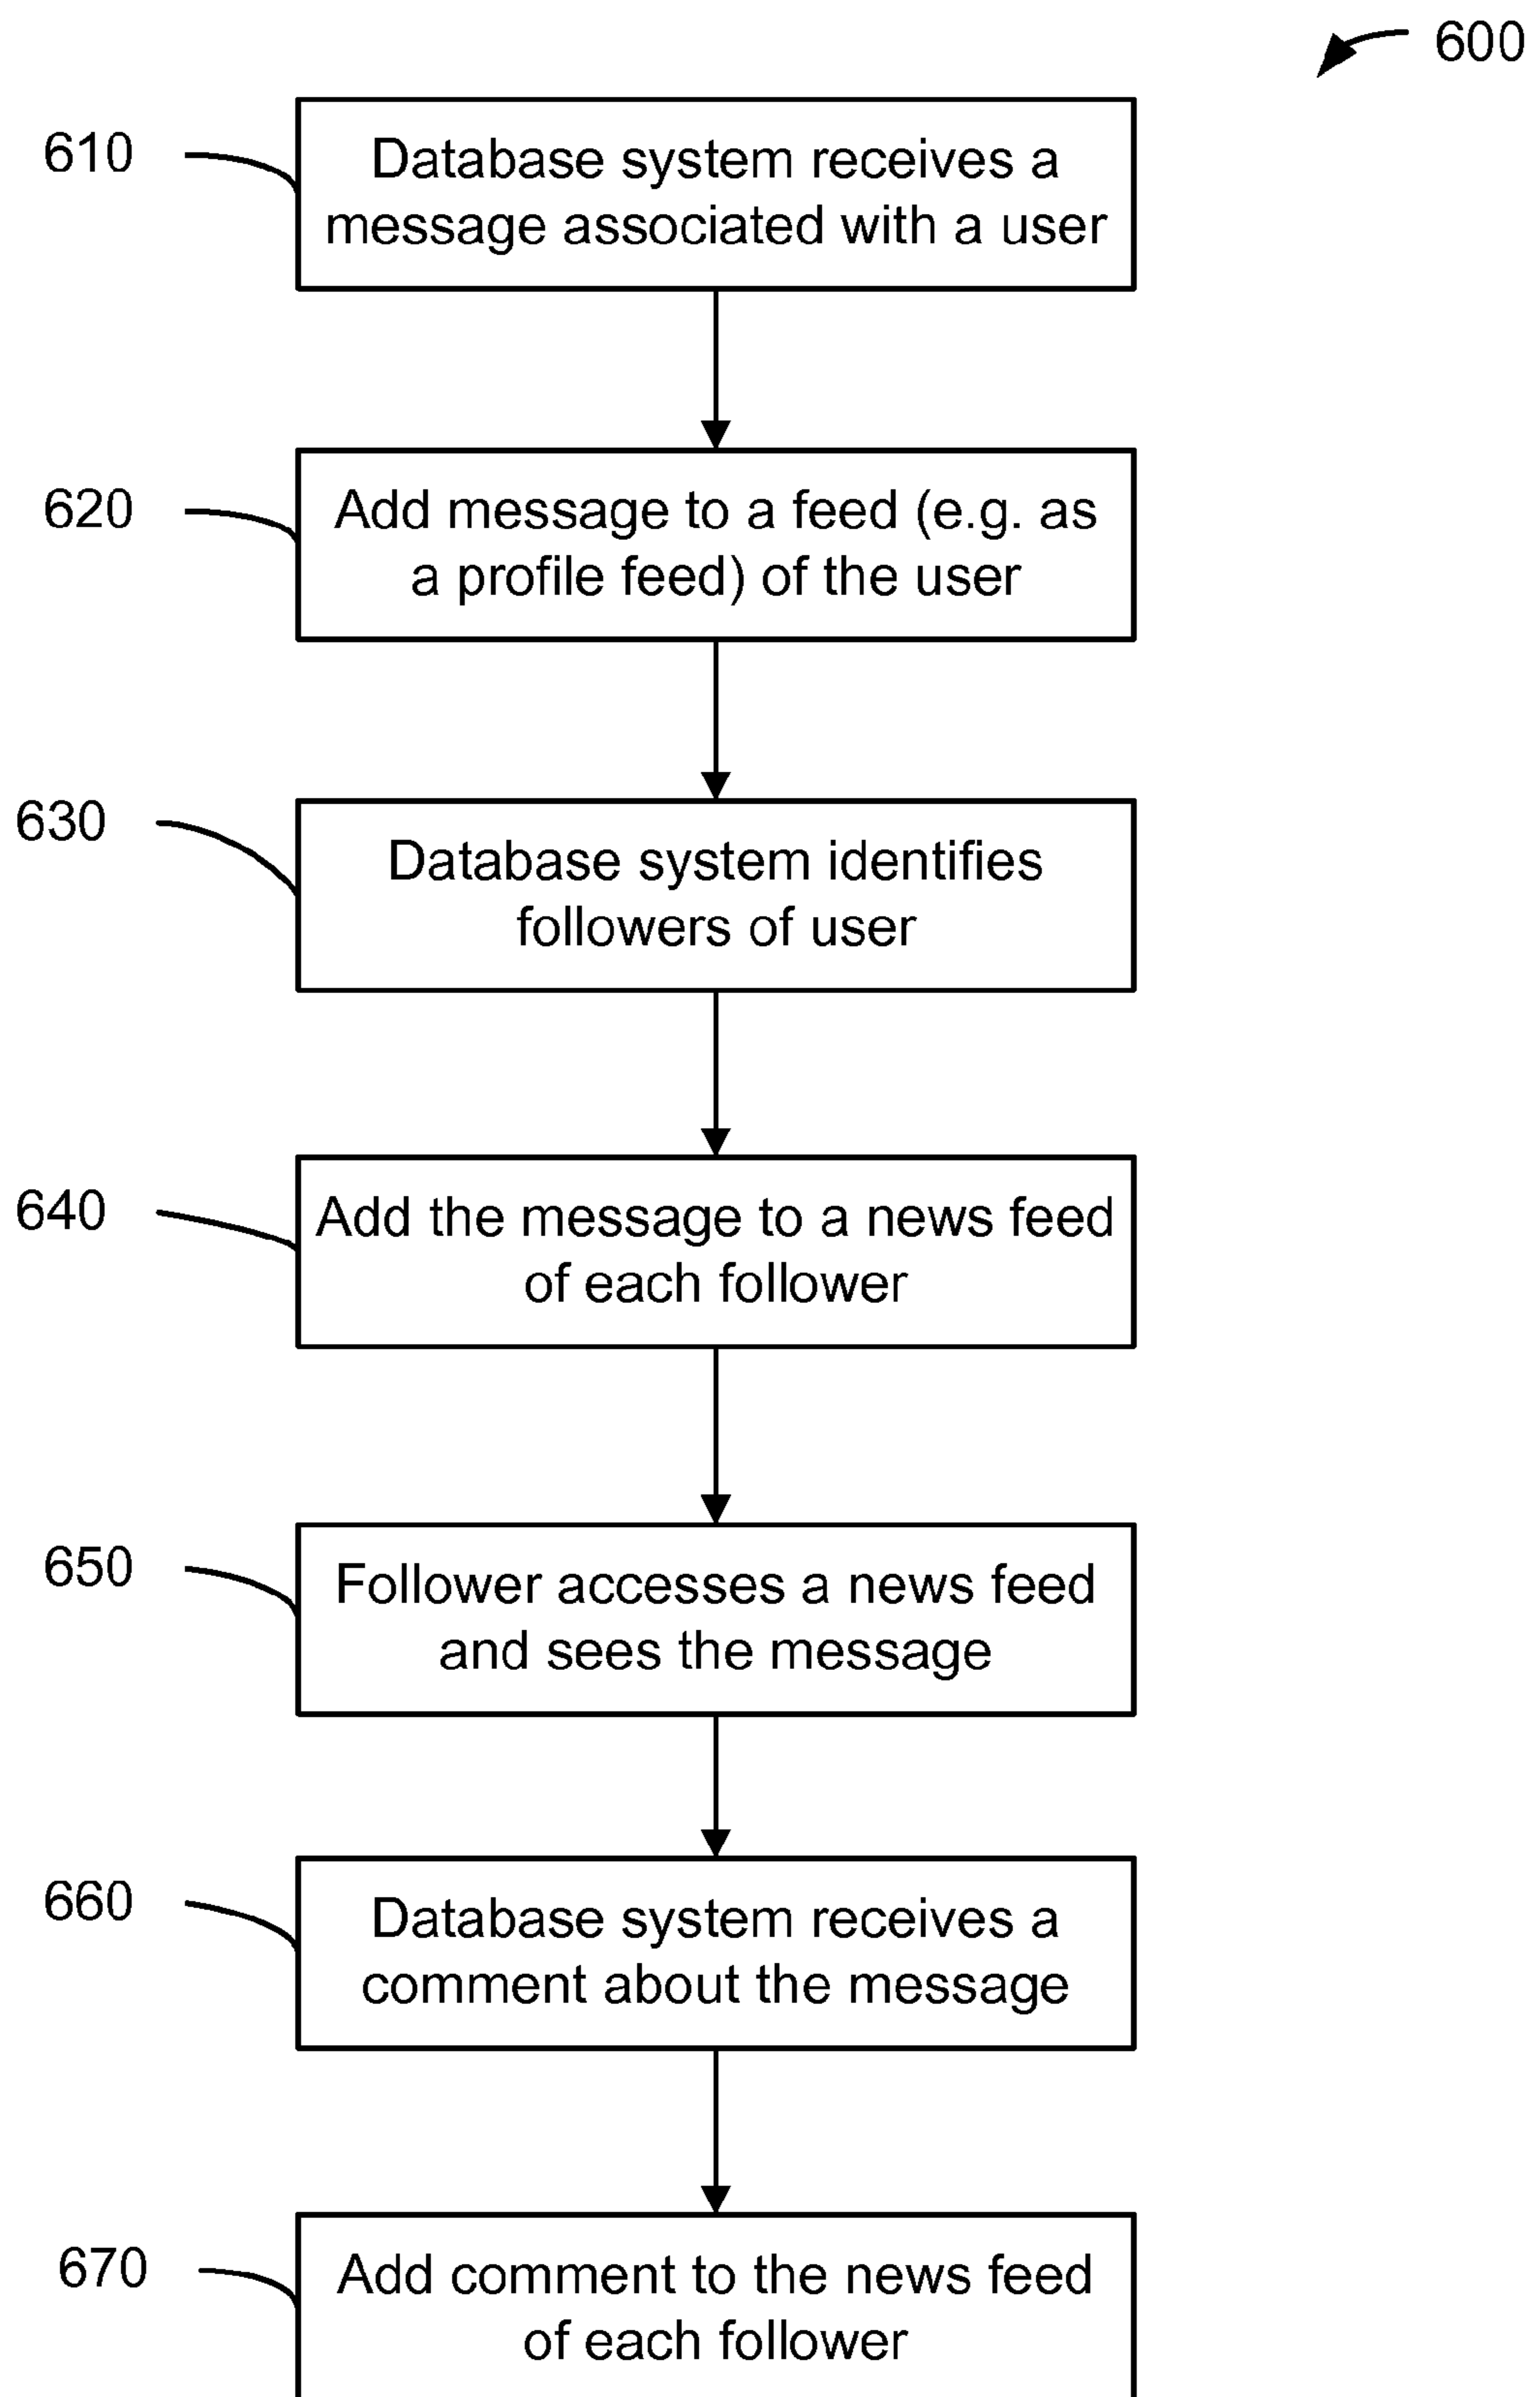 600
610
Database system receives a
message associated with a user
620
Add message to a feed (e.g. as
a profile feed) of the user
630
Database system identifies
followers of user
640
Add the message to a news feed
of each follower
650
Follower accesses a news feed
and sees the message
660
Database system receives a
comment about the message
670
Add comment to the news feed
of each follower